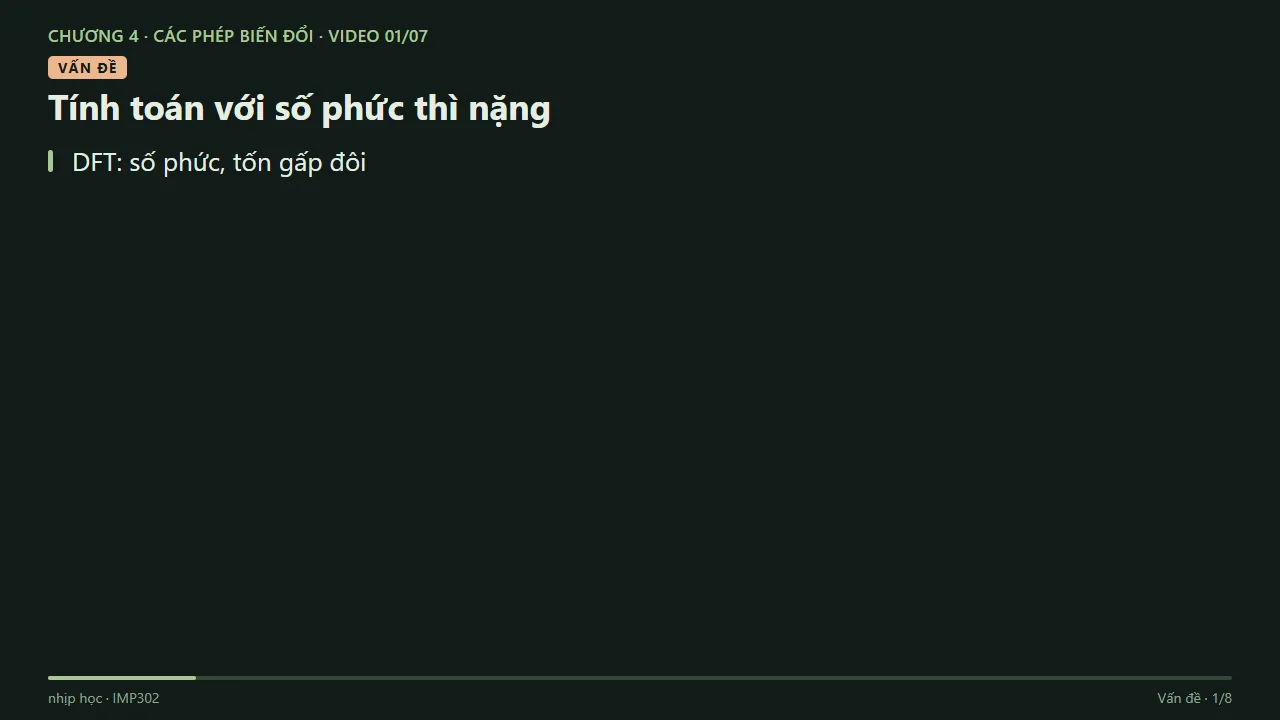 CHƯƠNG 4 · CÁC PHÉP BIẾN ĐỔI · VIDEO 01/07
VẤN ĐỀ
Tính toán với số phức thì nặng
DFT: số phức, tốn gấp đôi
nhịp học · IMP302
Vấn đề · 1/8